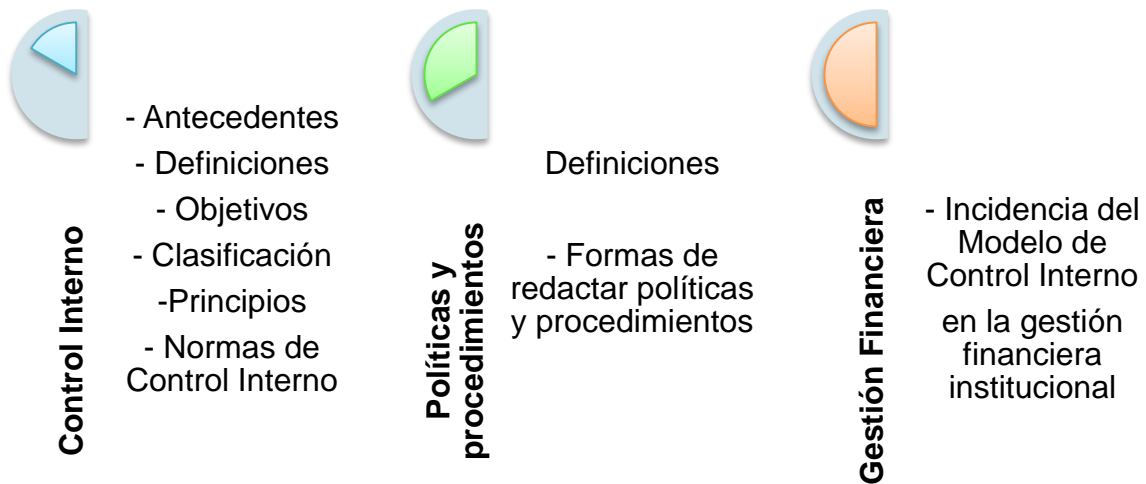 Control Interno
- Antecedentes
- Definiciones
- Objetivos
- Clasificación
-Principios
- Normas de
Control Interno
Políticas y
procedimientos
Definiciones
- Formas de
redactar políticas
y procedimientos
Gestión Financiera
- Incidencia del
Modelo de
Control Interno
en la gestión
financiera
institucional